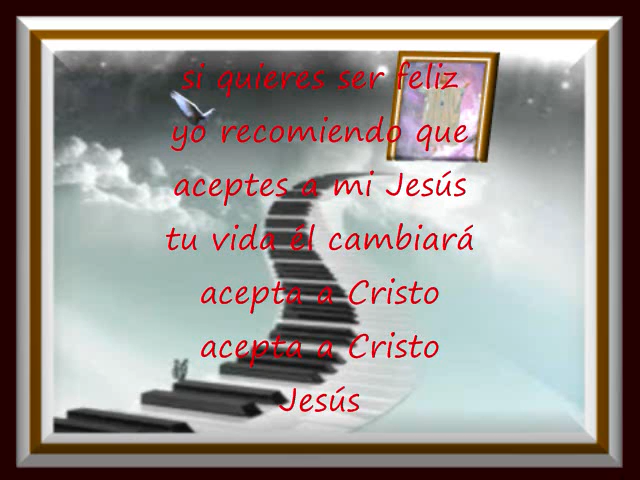 si quieres ser feliz
yo recomiendo que
aceptes a mi Jesús
tu vida él cambiará
acepta a Cristo
acepta a Cristo
Jesús